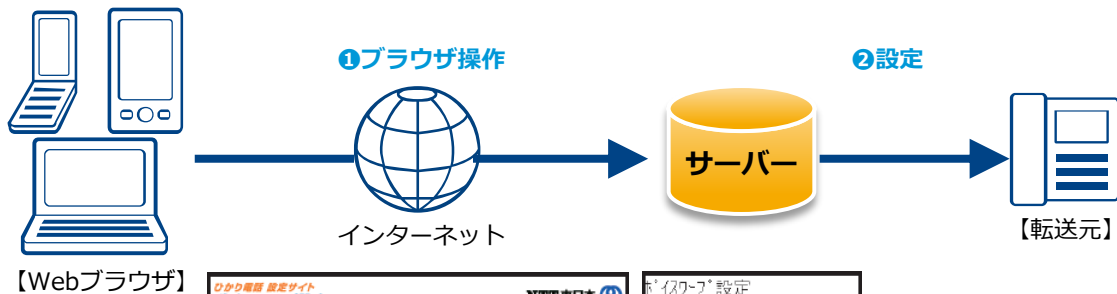 ❶ブラウザ操作
❷設定
サーバー
インターネット
【転送元】
【Webブラウザ】
ひかり電話 設定サイト
ボイスワープ設定